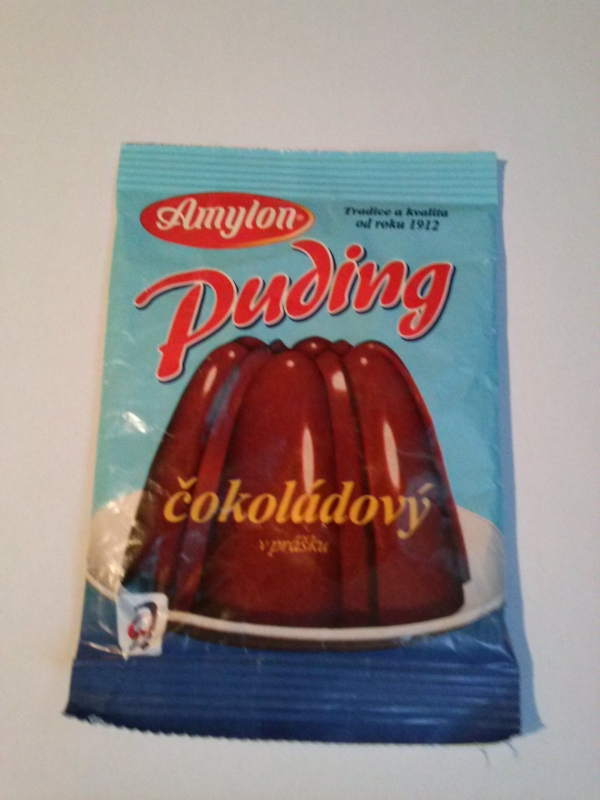 Amylon
Tradice a kvalita
od roku 1912
Puding
čokoládový
v prášku